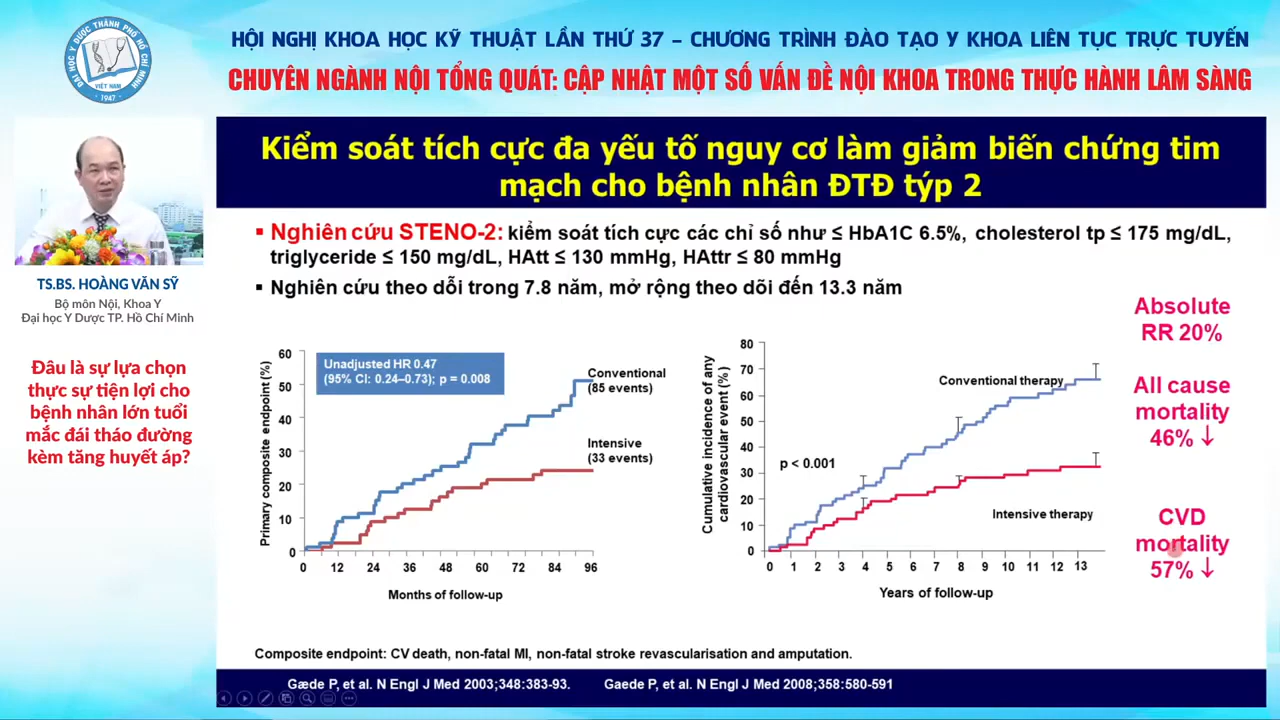 HỘI NGHỊ KHOA HỌC KỸ THUẬT LẦN THỨ 37 – CHƯƠNG TRÌNH ĐÀO TẠO Y KHOA LIÊN TỤC TRỰC TUYẾN
CHUYÊN NGÀNH NỘI TỔNG QUÁT: CẬP NHẬT MỘT SỐ VẤN ĐỀ NỘI KHOA TRONG THỰC HÀNH LÂM SÀNG
ĐẠI HỌC Y DƯỢC THÀNH PHỐ HỒ CHÍ MINH
VIỆT NAM
1947
TS.BS. HOÀNG VĂN SỸ
Bộ môn Nội, Khoa Y
Đại học Y Dược TP. Hồ Chí Minh
Đâu là sự lựa chọn
thực sự tiện lợi cho
bệnh nhân lớn tuổi
mắc đái tháo đường
kèm tăng huyết áp?
Kiểm soát tích cực đa yếu tố nguy cơ làm giảm biến chứng tim
mạch cho bệnh nhân ĐTĐ týp 2
▪ Nghiên cứu STENO-2: kiểm soát tích cực các chỉ số như ≤ HbA1C 6.5%, cholesterol tp ≤ 175 mg/dL,
triglyceride ≤ 150 mg/dL, HAtt ≤ 130 mmHg, HAttr ≤ 80 mmHg
▪ Nghiên cứu theo dỗi trong 7.8 năm, mở rộng theo dõi đến 13.3 năm
Primary composite endpoint (%)
60
50
40
30
20
10
0
Unadjusted HR 0.47
(95% CI: 0.24–0.73); p = 0.008
Conventional
(85 events)
Intensive
(33 events)
0 12 24 36 48 60 72 84 96
Months of follow-up
Cumulative incidence of any
cardiovascular event (%)
80
70
60
50
40
30
20
10
0
Conventional therapy
p < 0.001
Intensive therapy
0 1 2 3 4 5 6 7 8 9 10 11 12 13
Years of follow-up
Absolute
RR 20%
All cause
mortality
46% ↓
CVD
mortality
57% ↓
Composite endpoint: CV death, non-fatal MI, non-fatal stroke revascularisation and amputation.
Gæde P, et al. N Engl J Med 2003;348:383-93. Gaede P, et al. N Engl J Med 2008;358:580-591